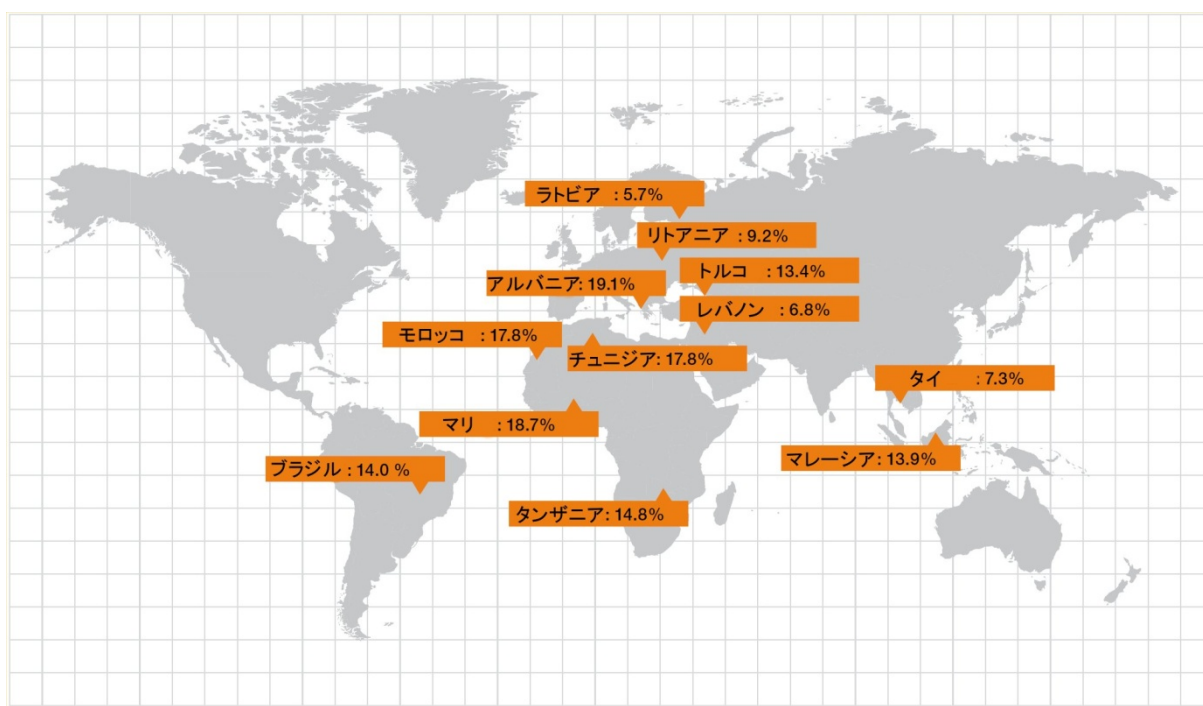 ラトビア : 5.7%
リトアニア : 9.2%
トルコ : 13.4%
アルバニア: 19.1%
レバノン : 6.8%
モロッコ : 17.8%
チュニジア: 17.8%
タイ : 7.3%
マリ : 18.7%
マレーシア: 13.9%
ブラジル : 14.0 %
タンザニア: 14.8%